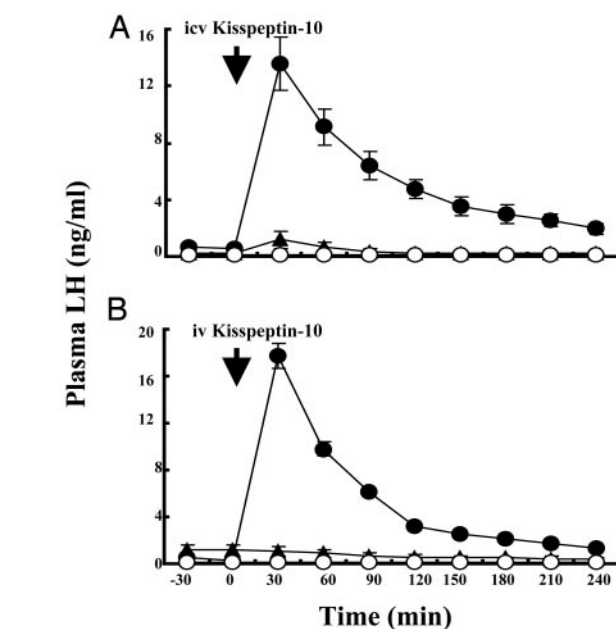 A
icv Kisspeptin-10
16
12
8
4
0
Plasma LH (ng/ml)
B
iv Kisspeptin-10
20
16
12
8
4
0
-30 0 30 60 90 120 150 180 210 240
Time (min)